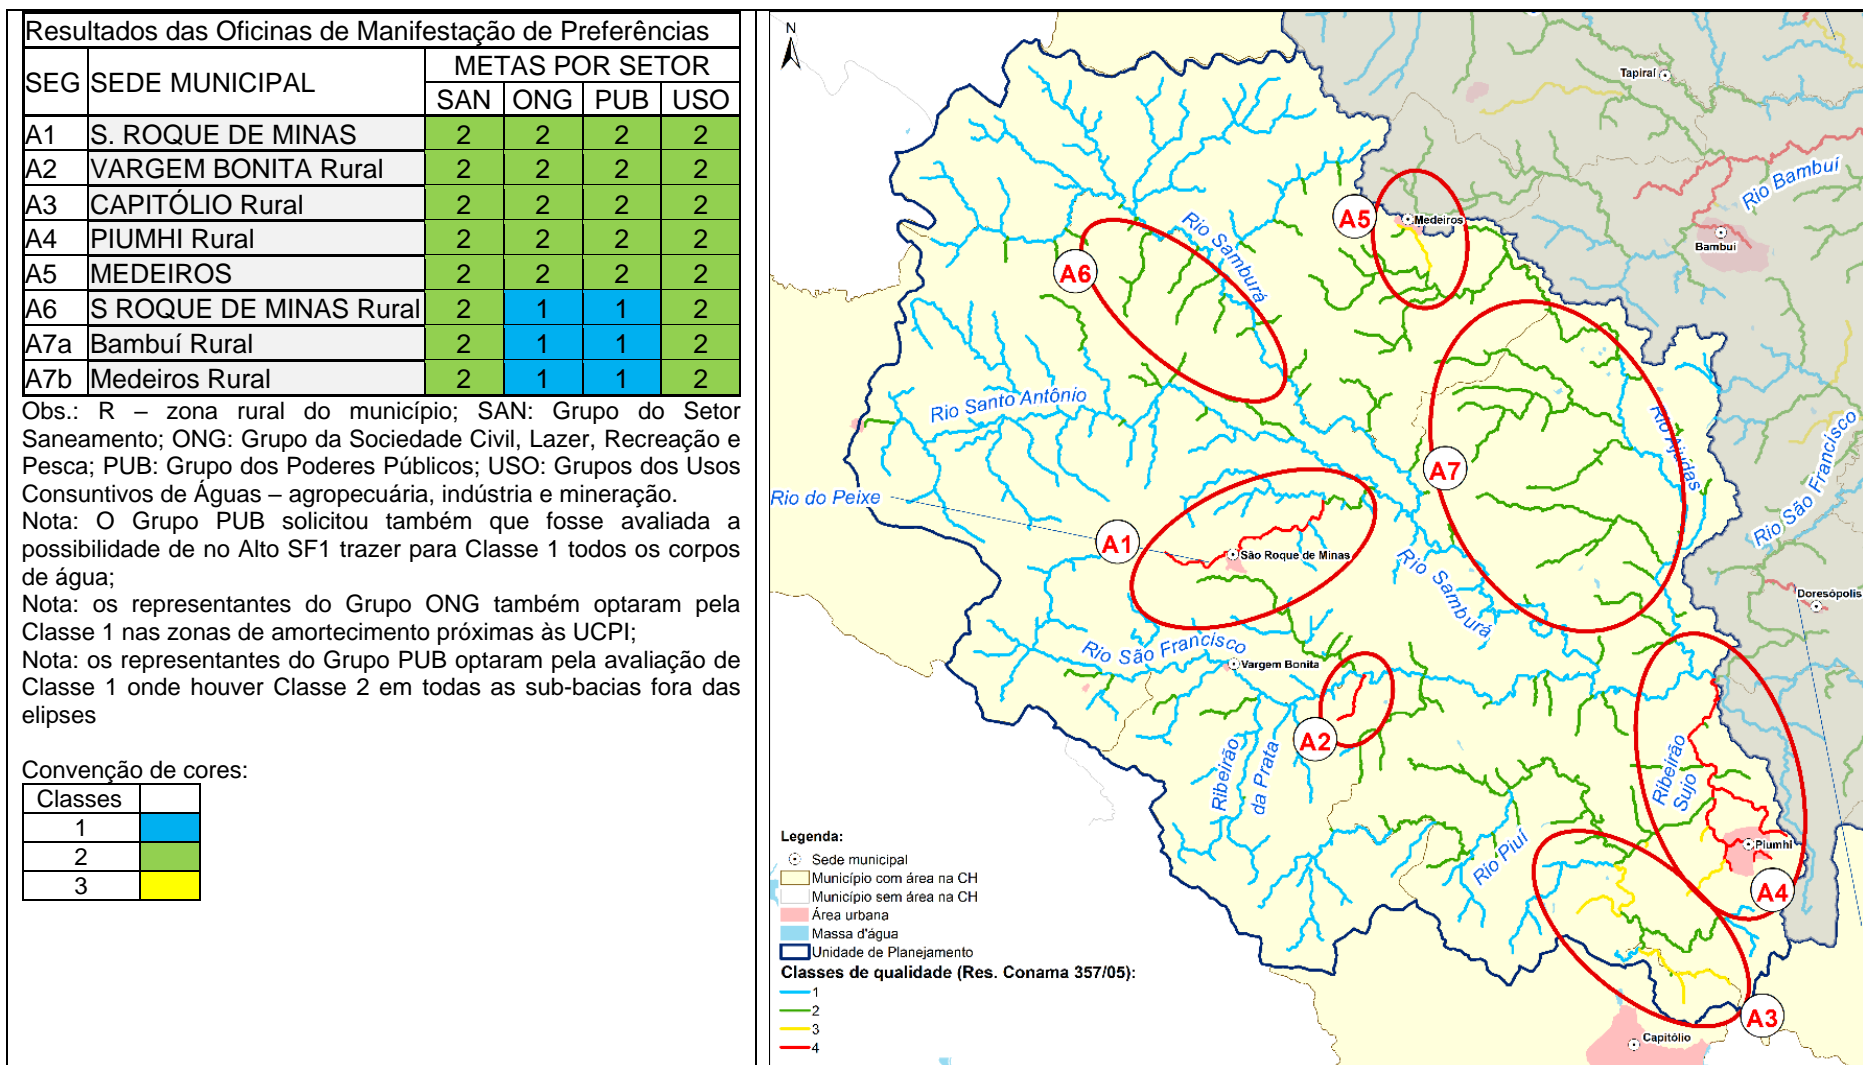 Resultados das Oficinas de Manifestação de Preferências
SEG SEDE MUNICIPAL METAS POR SETOR
SAN ONG PUB USO
A1 S. ROQUE DE MINAS 2 2 2 2
A2 VARGEM BONITA Rural 2 2 2 2
A3 CAPITÓLIO Rural 2 2 2 2
A4 PIUMHI Rural 2 2 2 2
A5 MEDEIROS 2 2 2 2
A6 S ROQUE DE MINAS Rural 2 1 1 2
A7a Bambuí Rural 2 1 1 2
A7b Medeiros Rural 2 1 1 2
Obs.: R – zona rural do município; SAN: Grupo do Setor
Saneamento; ONG: Grupo da Sociedade Civil, Lazer, Recreação e
Pesca; PUB: Grupo dos Poderes Públicos; USO: Grupos dos Usos
Consuntivos de Águas – agropecuária, indústria e mineração.
Nota: O Grupo PUB solicitou também que fosse avaliada a
possibilidade de no Alto SF1 trazer para Classe 1 todos os corpos
de água;
Nota: os representantes do Grupo ONG também optaram pela
Classe 1 nas zonas de amortecimento próximas às UCPI;
Nota: os representantes do Grupo PUB optaram pela avaliação de
Classe 1 onde houver Classe 2 em todas as sub-bacias fora das
elipses
Convenção de cores:
Classes
1
2
3
N
Tapiraí
Rio Bambuí
Bambuí
A5
Medeiros
Rio Samburá
A6
Rio Santo Antônio
Rio Ajudas
Rio São Francisco
A7
Rio do Peixe
A1
São Roque de Minas
Rio Samburá
Doresópolis
Rio São Francisco
Vargem Bonita
A2
Ribeirão
da Prata
Ribeirão
Sujo
Rio Piuí
Piumhi
A4
A3
Capitólio
Legenda:
Sede municipal
Município com área na CH
Município sem área na CH
Área urbana
Massa d'água
Unidade de Planejamento
Classes de qualidade (Res. Conama 357/05):
1
2
3
4